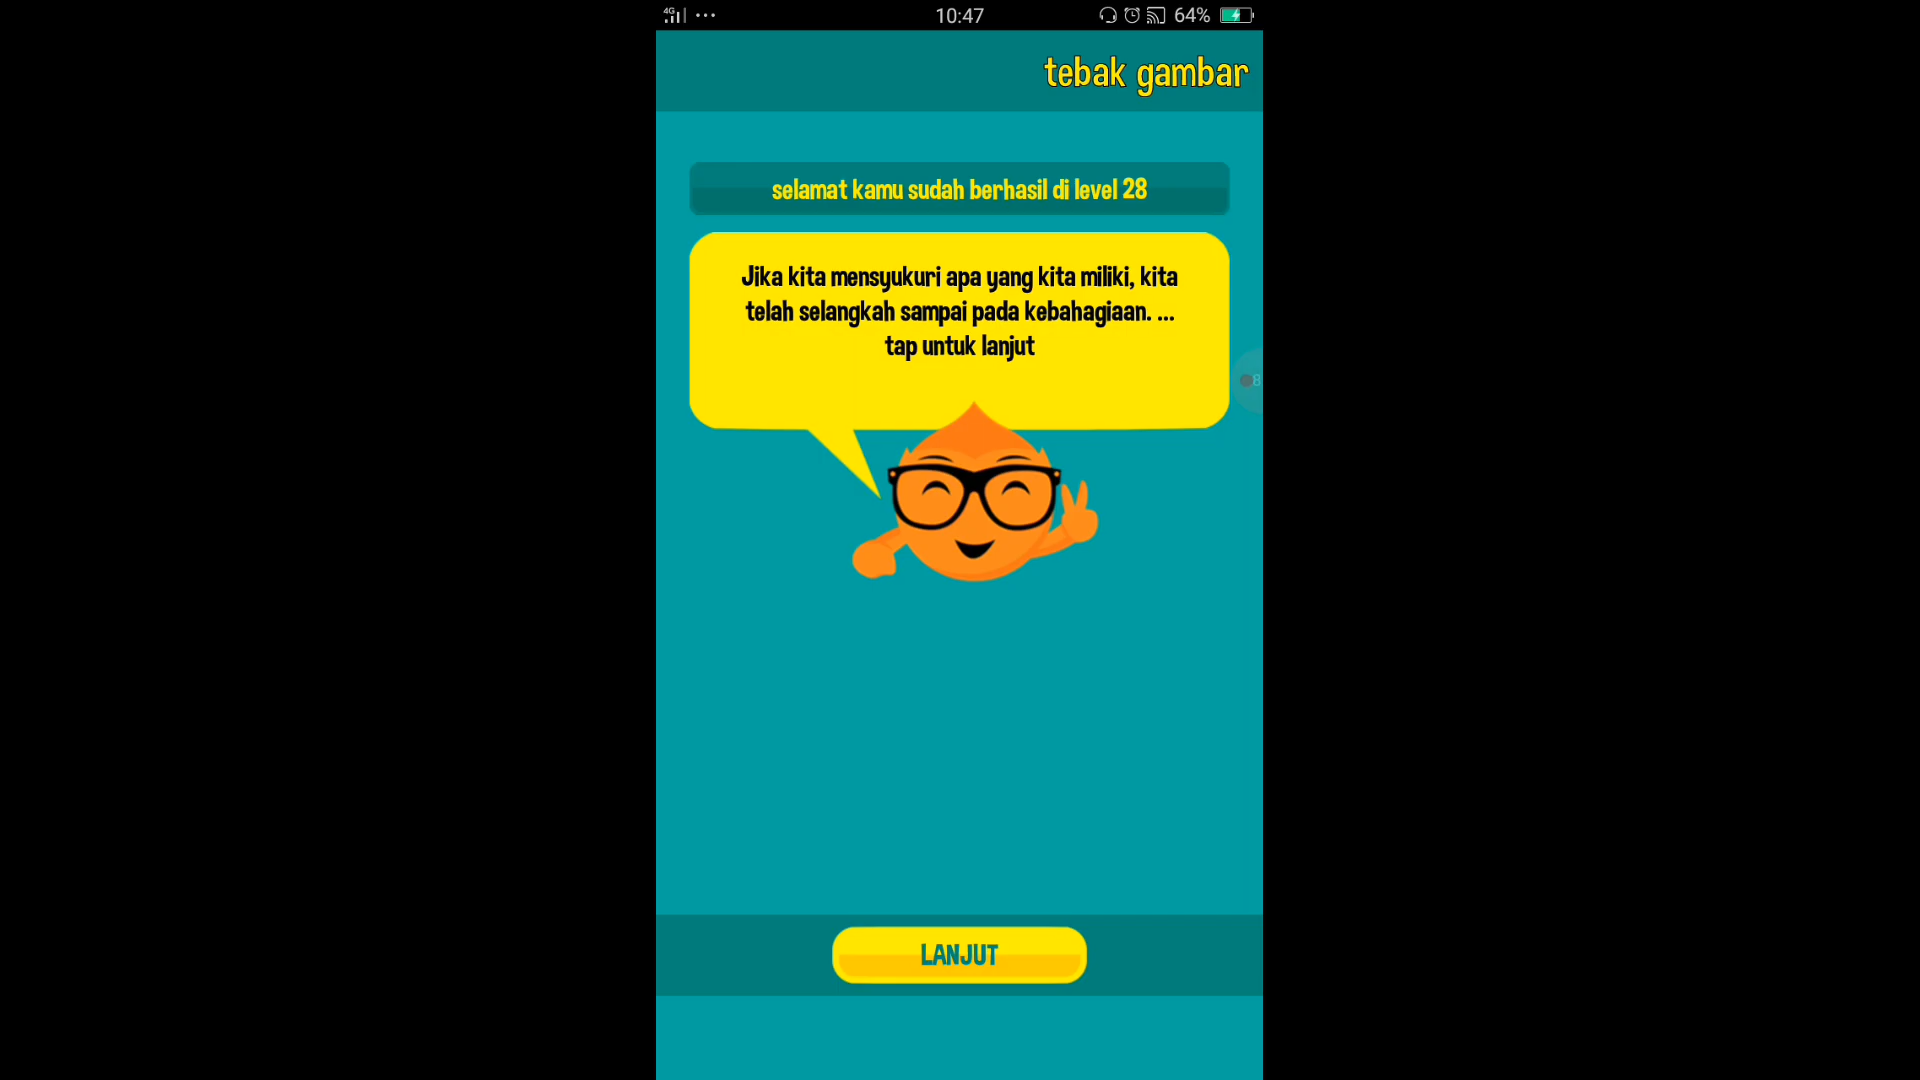 4G 10:47 64%
tebak gambar
selamat kamu sudah berhasil di level 28
Jika kita mensyukuri apa yang kita miliki, kita
telah selangkah sampai pada kebahagiaan. ...
tap untuk lanjut
LANJUT